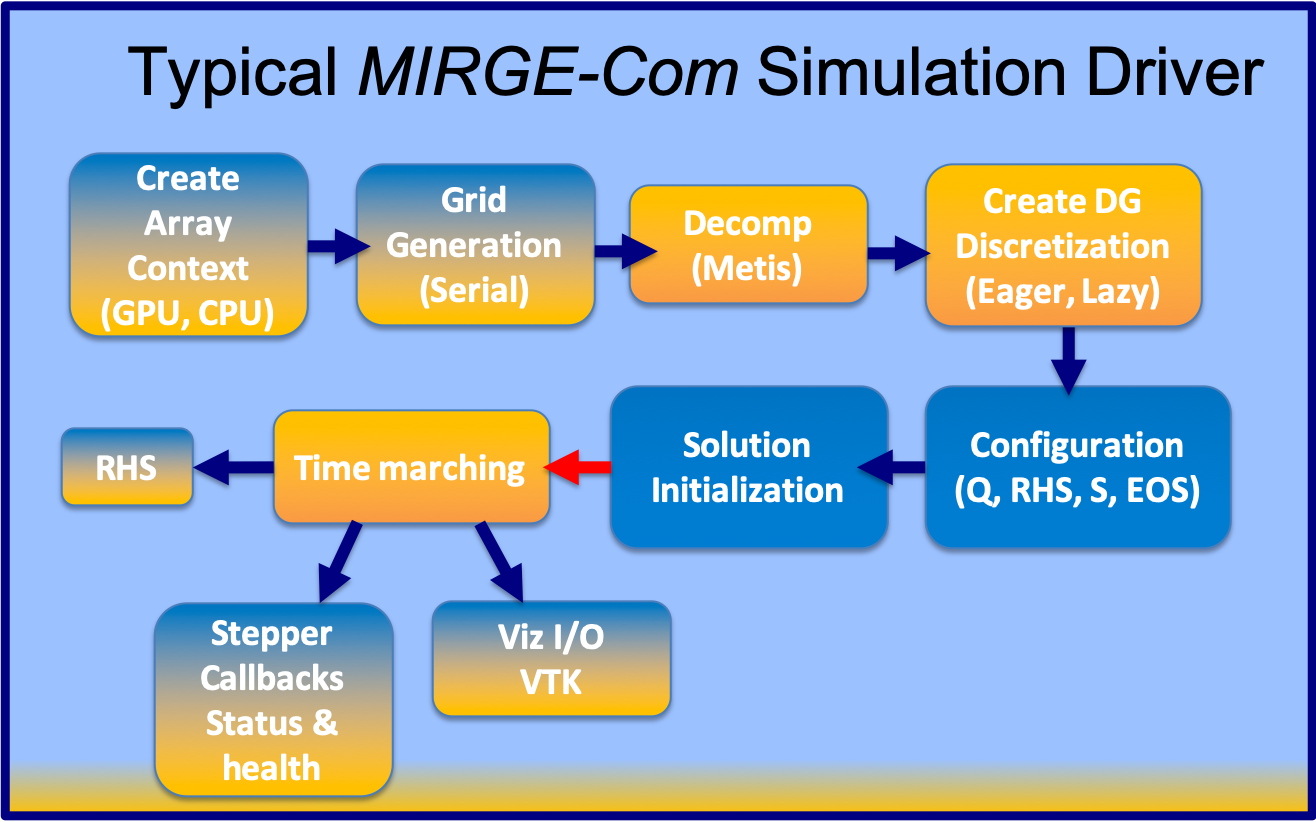 Typical MIRGE-Com Simulation Driver
Create
Array
Context
(GPU, CPU)
Grid
Generation
(Serial)
Decomp
(Metis)
Create DG
Discretization
(Eager, Lazy)
Configuration
(Q, RHS, S, EOS)
Solution
Initialization
Time marching
RHS
Stepper
Callbacks
Status &
health
Viz I/O
VTK